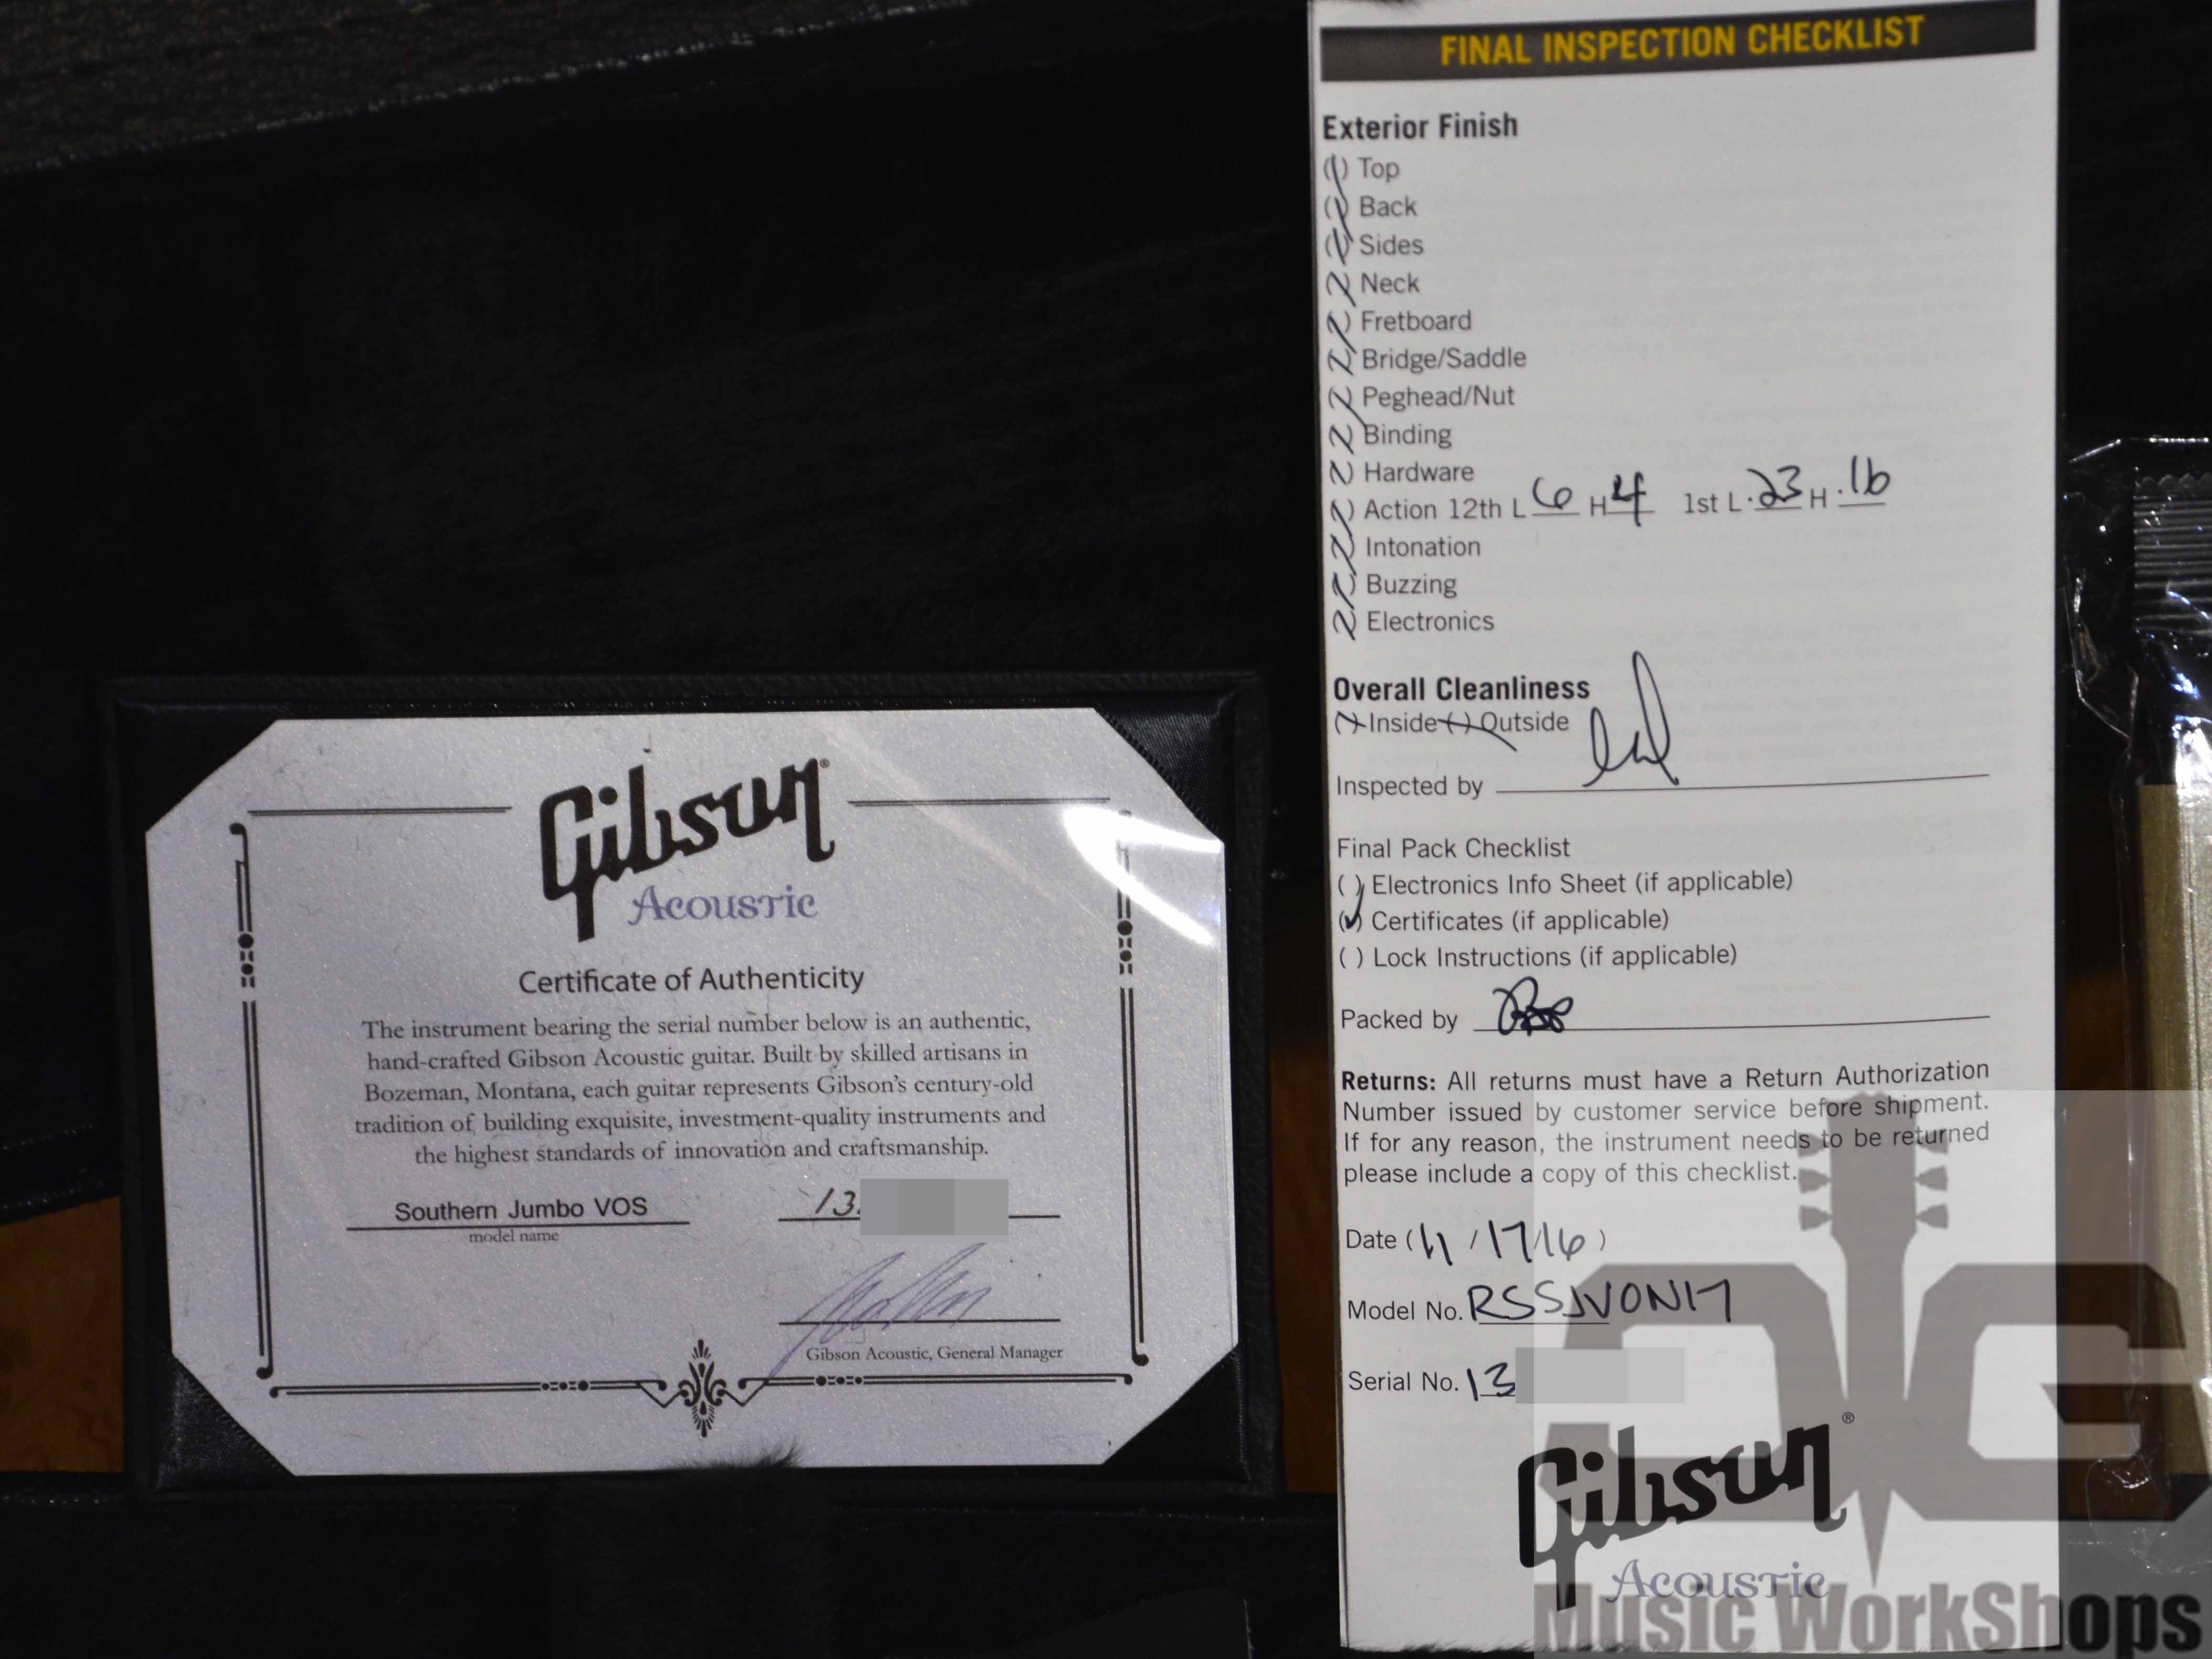 Gibson®
Acoustic
Certificate of Authenticity
The instrument bearing the serial number below is an authentic,
hand-crafted Gibson Acoustic guitar. Built by skilled artisans in
Bozeman, Montana, each guitar represents Gibson's century-old
tradition of building exquisite, investment-quality instruments and
the highest standards of innovation and craftsmanship.
Southern Jumbo VOS 13
model name
Gibson Acoustic, General Manager
FINAL INSPECTION CHECKLIST
Exterior Finish
() Top
() Back
() Sides
() Neck
() Fretboard
() Bridge/Saddle
() Peghead/Nut
() Binding
() Hardware
() Action 12th L 6 H 4 1st L .23 H .16
() Intonation
() Buzzing
() Electronics
Overall Cleanliness
() Inside () Outside
Inspected by
Final Pack Checklist
( ) Electronics Info Sheet (if applicable)
(✓) Certificates (if applicable)
( ) Lock Instructions (if applicable)
Packed by
Returns: All returns must have a Return Authorization
Number issued by customer service before shipment.
If for any reason, the instrument needs to be returned
please include a copy of this checklist.
Date (11/17/16)
Model No. RSSJVON17
Serial No. 13
Gibson®
Acoustic
Music WorkShops